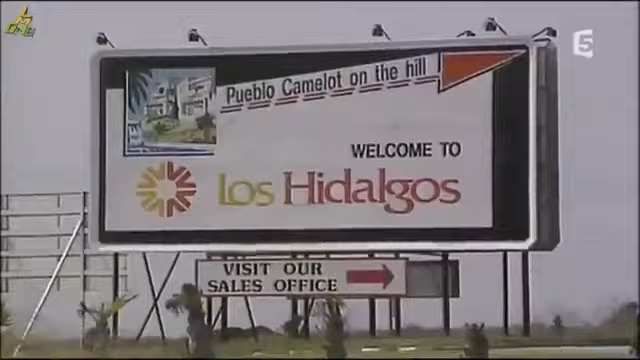 5
Pueblo Camelot on the hill
WELCOME TO
Los Hidalgos
VISIT OUR
SALES OFFICE